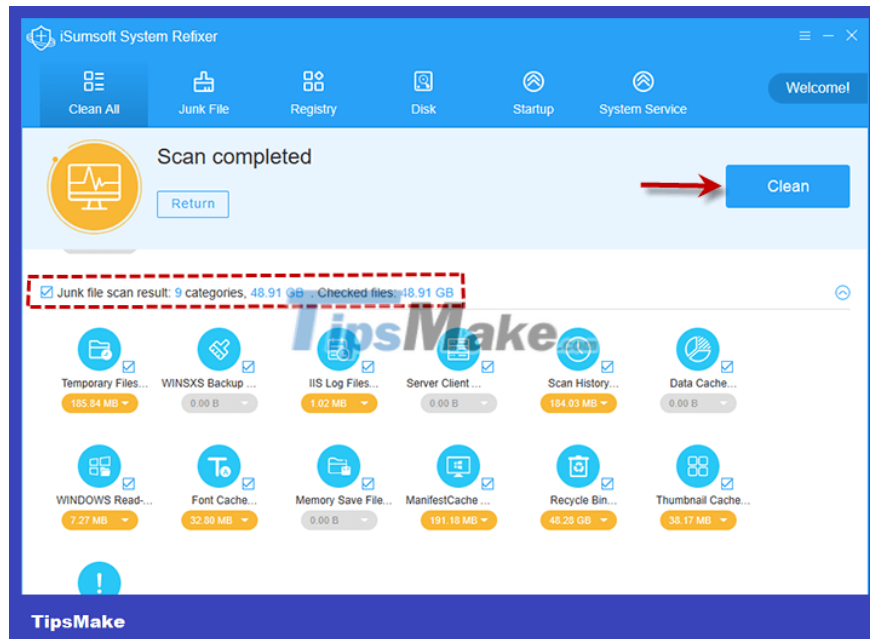 iSumsoft System Refixer
Clean All
Junk File
Registry
Disk
Startup
System Service
Welcome!
Scan completed
Return
Clean
Junk file scan result: 9 categories, 48.91 GB . Checked files: 48.91 GB
TipsMake.com
Temporary Files...
WINSXS Backup ...
IIS Log Files...
Server Client ...
Scan History...
Data Cache...
185.84 MB
0.00 B
1.02 MB
0.00 B
184.03 MB
0.00 B
WINDOWS Read-...
Font Cache...
Memory Save File...
ManifestCache ...
Recycle Bin...
Thumbnail Cache...
7.27 MB
32.80 MB
0.00 B
191.18 MB
48.28 GB
38.17 MB
TipsMake